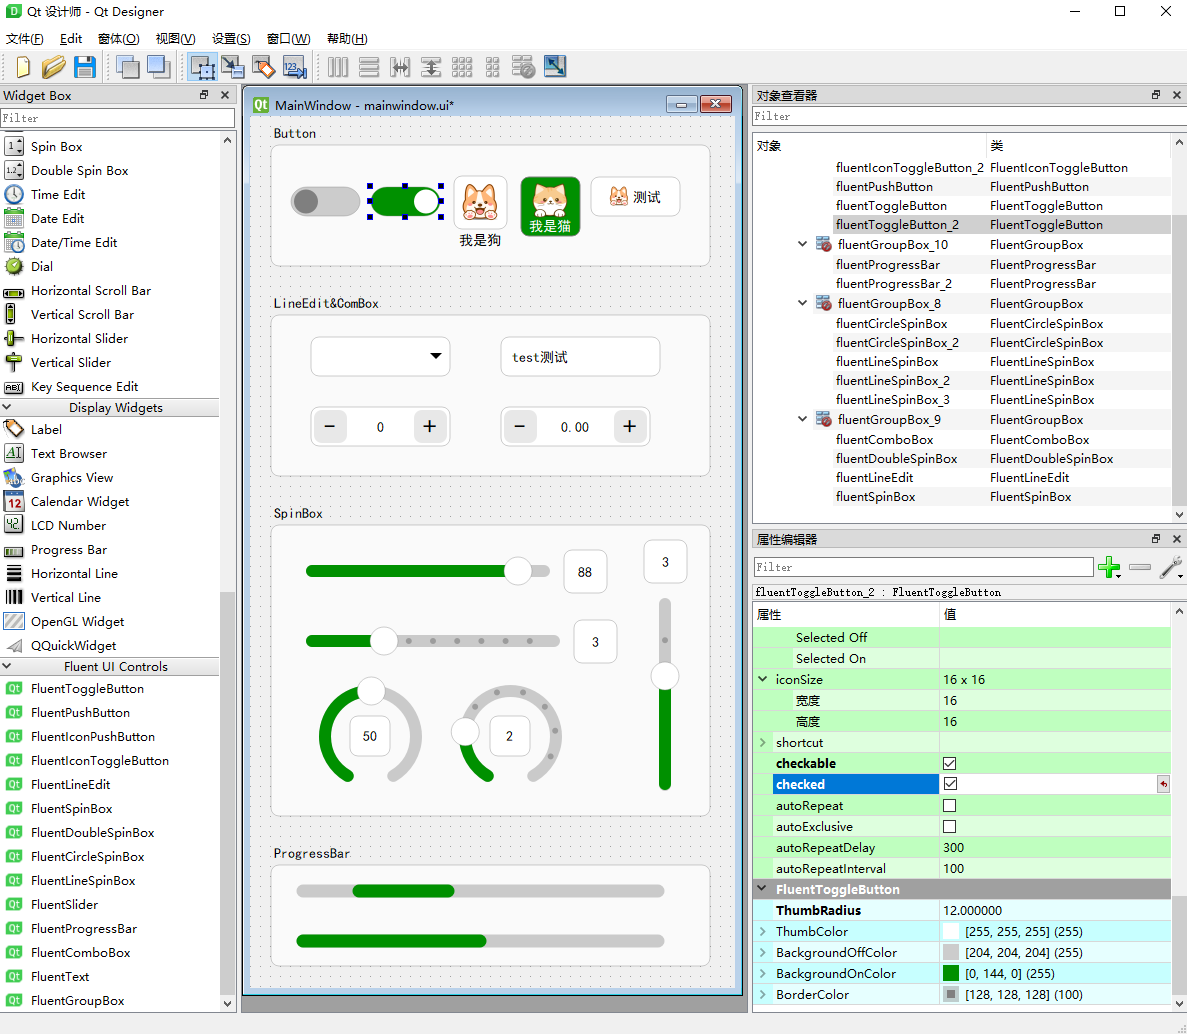 Qt 设计师 - Qt Designer
文件(F) Edit 窗体(O) 视图(V) 设置(S) 窗口(W) 帮助(H)
Widget Box
Filter
Spin Box
Double Spin Box
Time Edit
Date Edit
Date/Time Edit
Dial
Horizontal Scroll Bar
Vertical Scroll Bar
Horizontal Slider
Vertical Slider
Key Sequence Edit
Display Widgets
Label
Text Browser
Graphics View
Calendar Widget
LCD Number
Progress Bar
Horizontal Line
Vertical Line
OpenGL Widget
QQuickWidget
Fluent UI Controls
FluentToggleButton
FluentPushButton
FluentIconPushButton
FluentIconToggleButton
FluentLineEdit
FluentSpinBox
FluentDoubleSpinBox
FluentCircleSpinBox
FluentLineSpinBox
FluentSlider
FluentProgressBar
FluentComboBox
FluentText
FluentGroupBox
MainWindow - mainwindow.ui*
Button
我是狗
我是猫
测试
LineEdit&ComBox
test测试
− 0 +
− 0.00 +
SpinBox
88
3
3
50
2
ProgressBar
对象查看器
Filter
对象 类
fluentIconToggleButton_2 FluentIconToggleButton
fluentPushButton FluentPushButton
fluentToggleButton FluentToggleButton
fluentToggleButton_2 FluentToggleButton
fluentGroupBox_10 FluentGroupBox
fluentProgressBar FluentProgressBar
fluentProgressBar_2 FluentProgressBar
fluentGroupBox_8 FluentGroupBox
fluentCircleSpinBox FluentCircleSpinBox
fluentCircleSpinBox_2 FluentCircleSpinBox
fluentLineSpinBox FluentLineSpinBox
fluentLineSpinBox_2 FluentLineSpinBox
fluentLineSpinBox_3 FluentLineSpinBox
fluentGroupBox_9 FluentGroupBox
fluentComboBox FluentComboBox
fluentDoubleSpinBox FluentDoubleSpinBox
fluentLineEdit FluentLineEdit
fluentSpinBox FluentSpinBox
属性编辑器
Filter
fluentToggleButton_2 : FluentToggleButton
属性 值
Selected Off
Selected On
iconSize 16 x 16
宽度 16
高度 16
shortcut
checkable
checked
autoRepeat
autoExclusive
autoRepeatDelay 300
autoRepeatInterval 100
FluentToggleButton
ThumbRadius 12.000000
ThumbColor [255, 255, 255] (255)
BackgroundOffColor [204, 204, 204] (255)
BackgroundOnColor [0, 144, 0] (255)
BorderColor [128, 128, 128] (100)